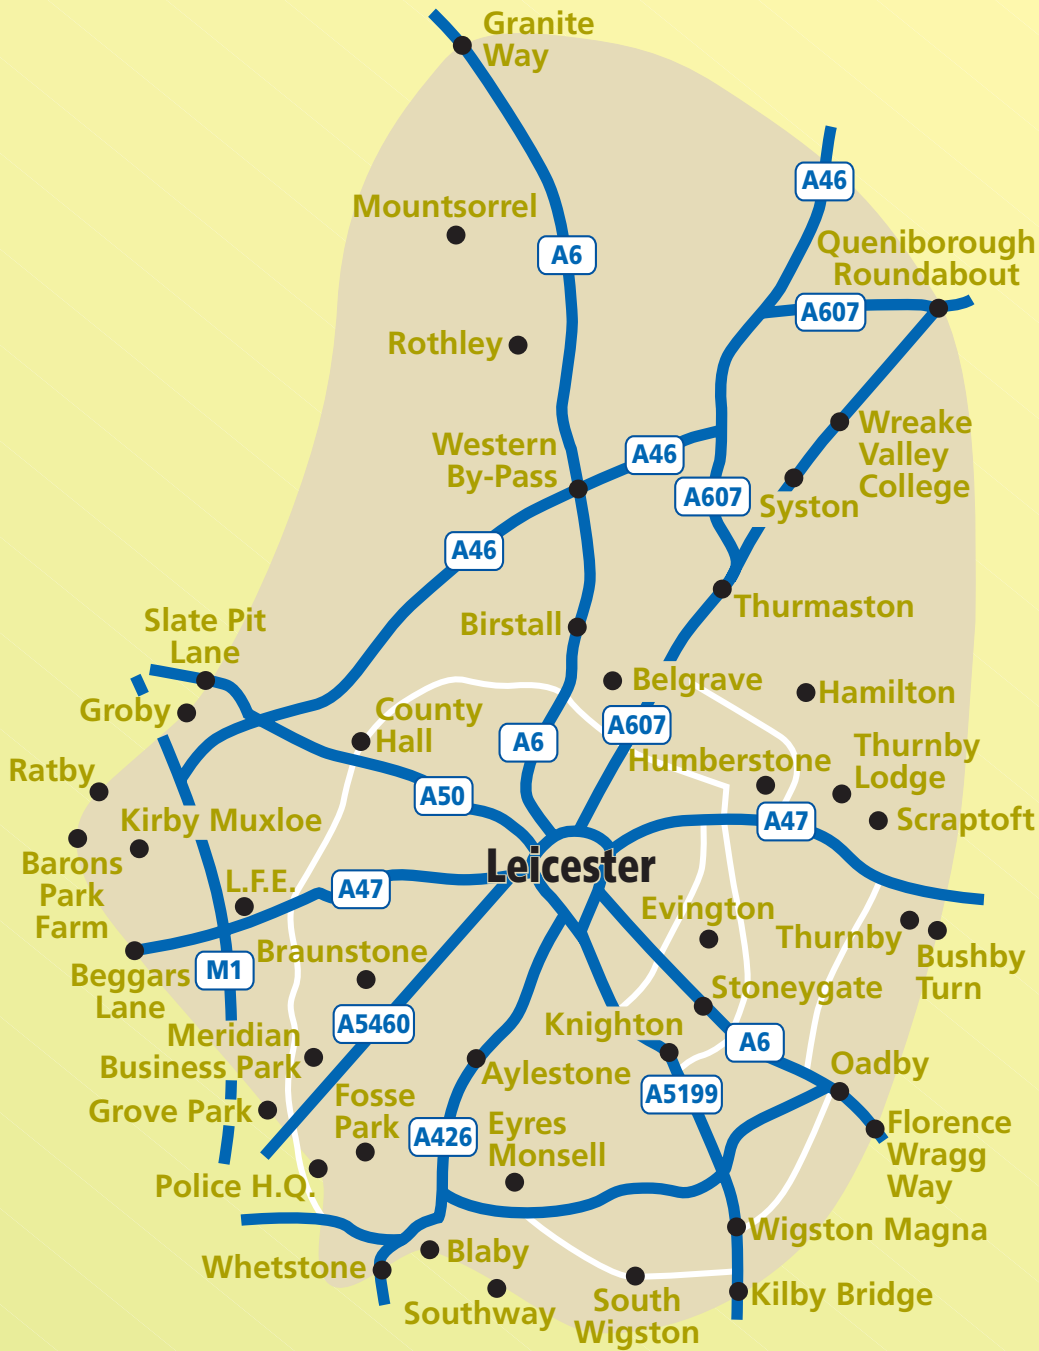 Granite
Way
A46
Mountsorrel
A6
Queniborough
Roundabout
A607
Rothley
Western
By-Pass
A46
Wreake
Valley
College
A607
Syston
A46
Slate Pit
Lane
Birstall
Thurmaston
Groby
Belgrave
Hamilton
County
Hall
A6
A607
Ratby
Humberstone
Thurnby
Lodge
A50
Kirby Muxloe
A47
Scraptoft
Barons
Park
Farm
L.F.E.
A47
Leicester
Evington
Thurnby
Bushby
Turn
Beggars
Lane
M1
Braunstone
Stoneygate
A5460
Knighton
A6
Meridian
Business Park
Aylestone
Oadby
Grove Park
Fosse
Park
A5199
A426
Eyres
Monsell
Florence
Wragg
Way
Police H.Q.
Wigston Magna
Whetstone
Blaby
Southway
South
Wigston
Kilby Bridge